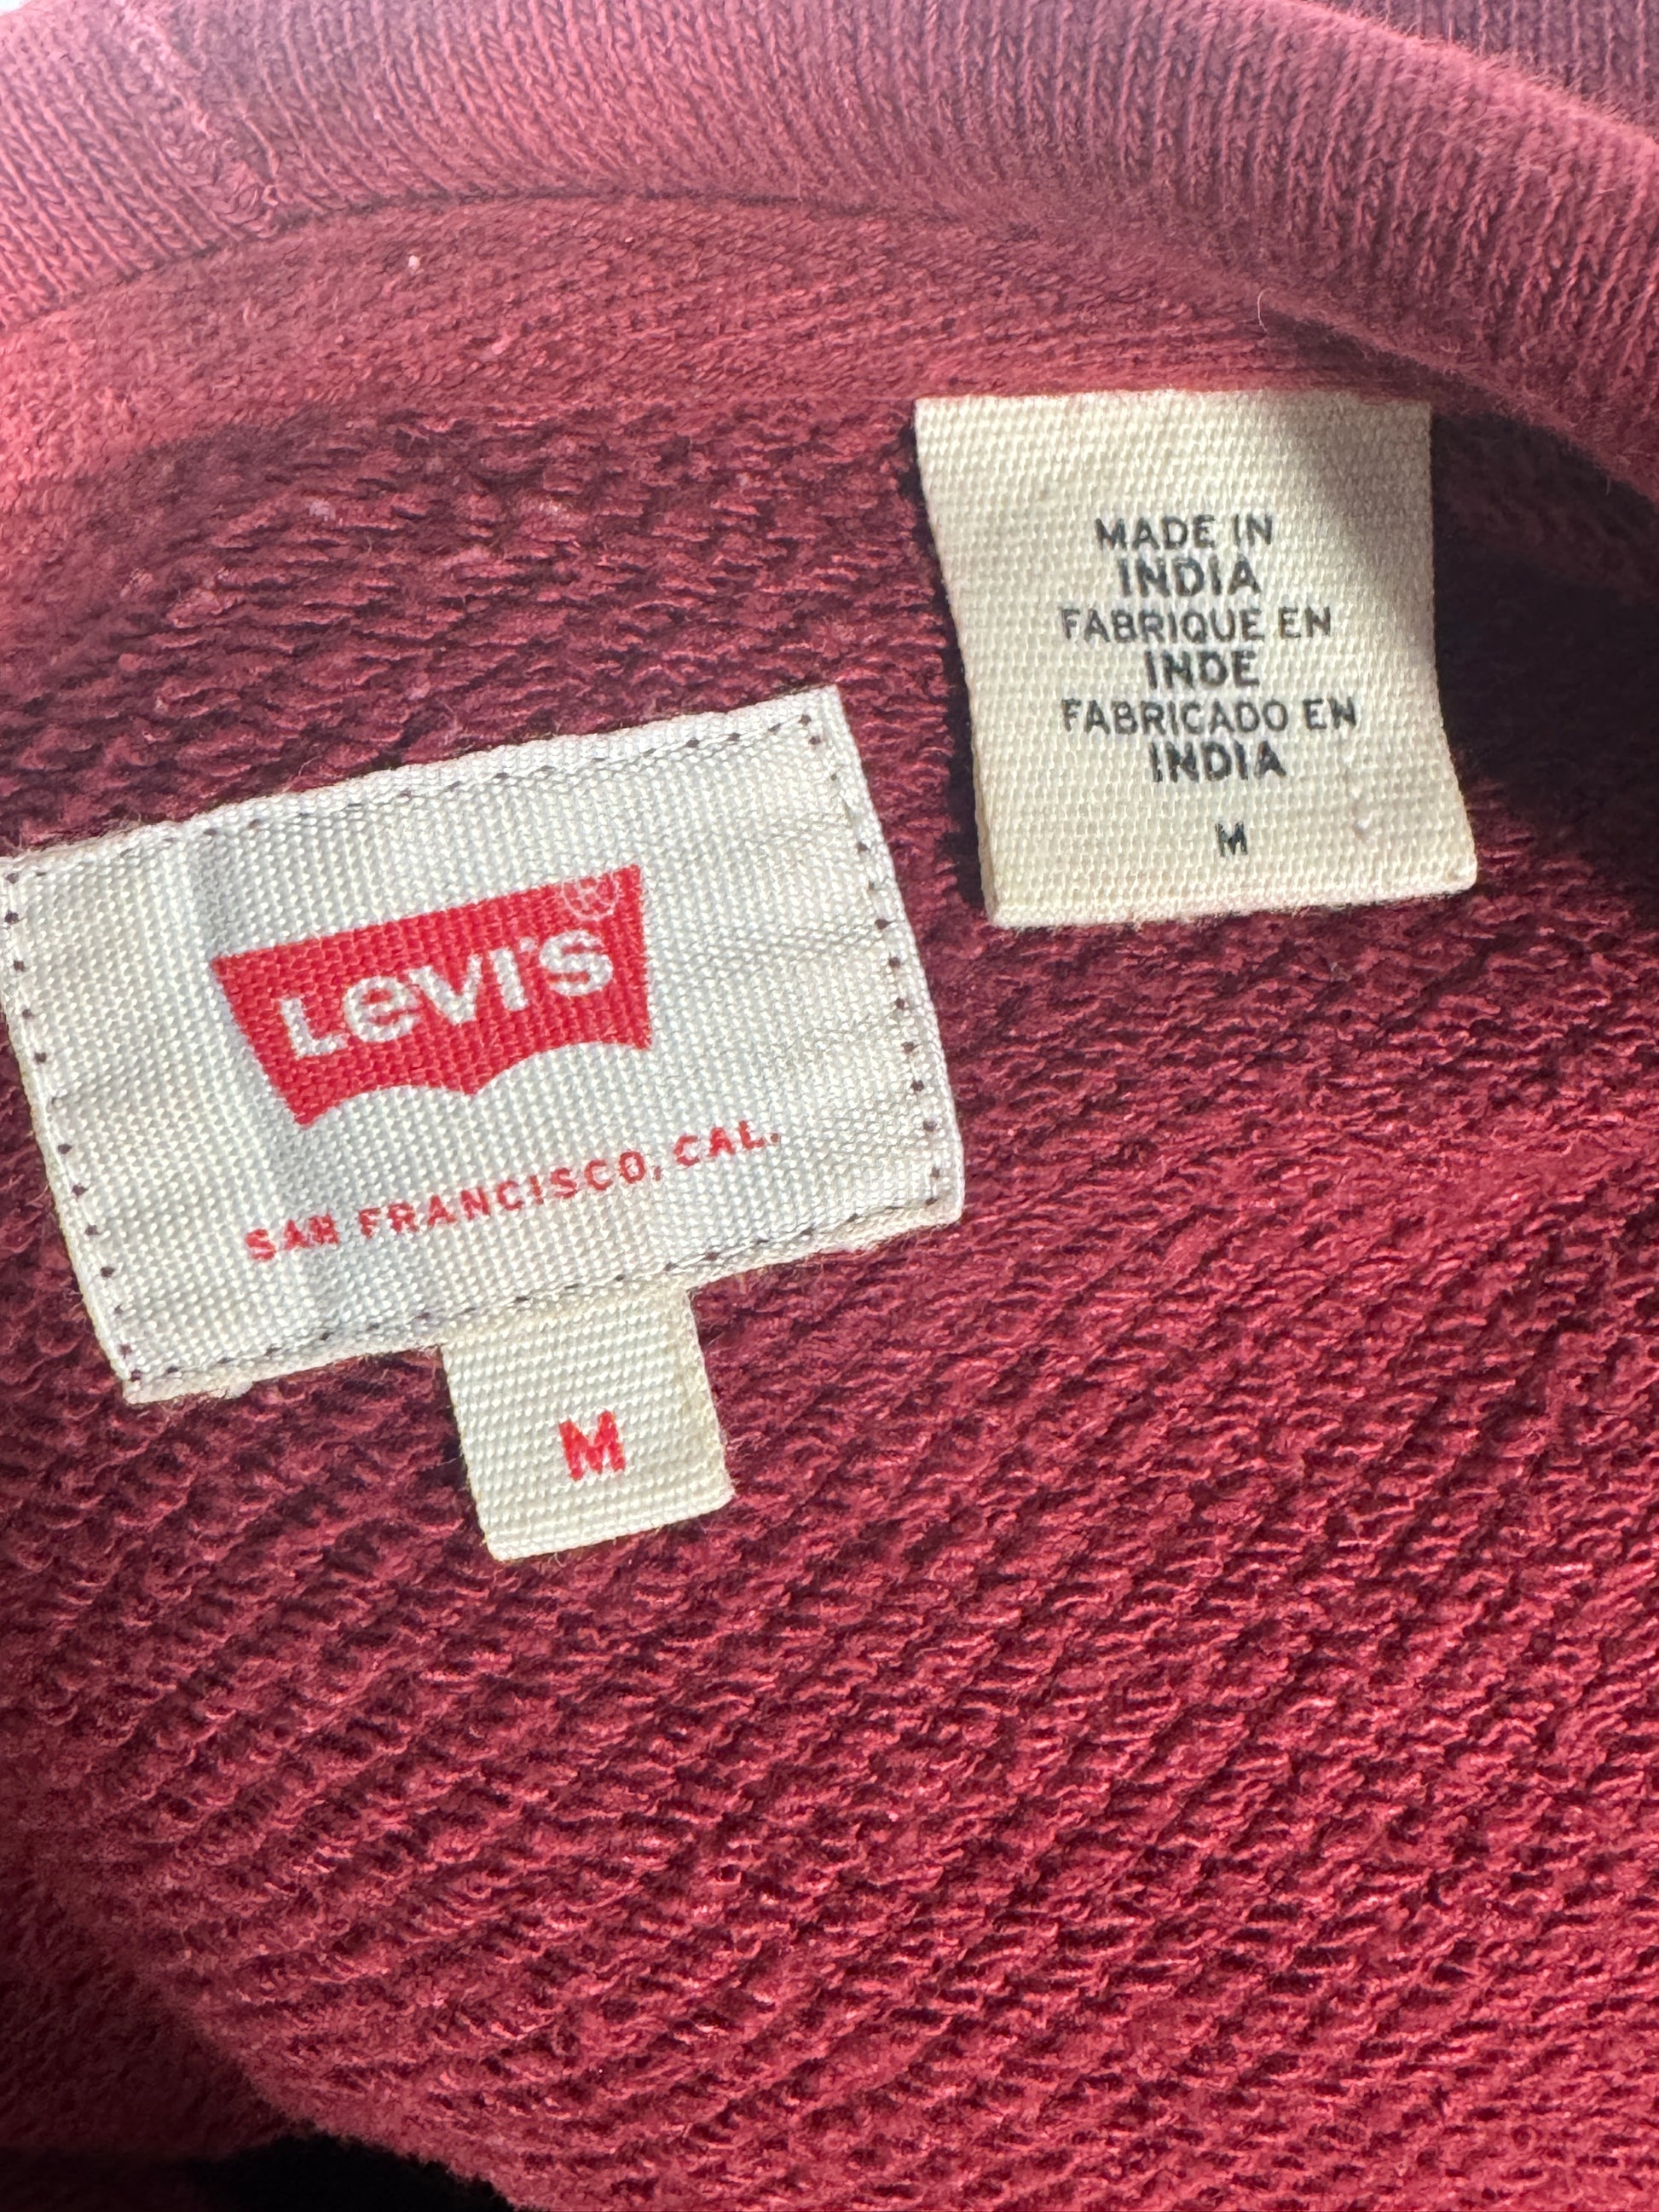 MADE IN
INDIA
FABRIQUE EN
INDE
FABRICADO EN
INDIA
M
LEVI'S®
SAN FRANCISCO, CAL.
M